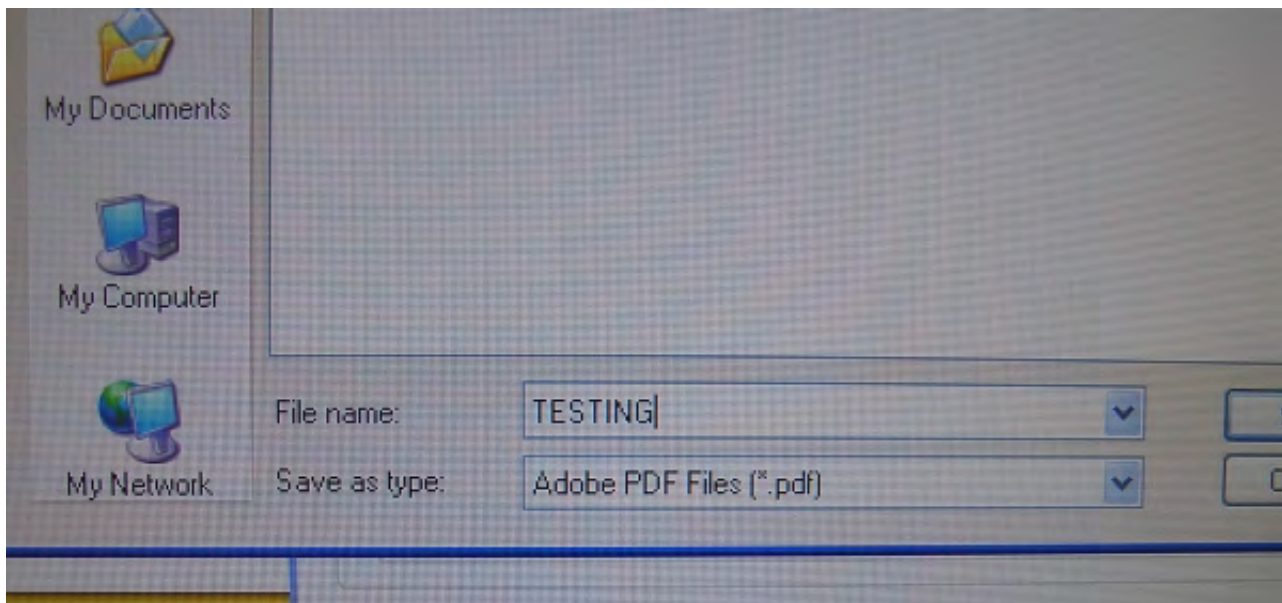 My Documents
My Computer
My Network
File name: TESTING
Save as type: Adobe PDF Files (*.pdf)